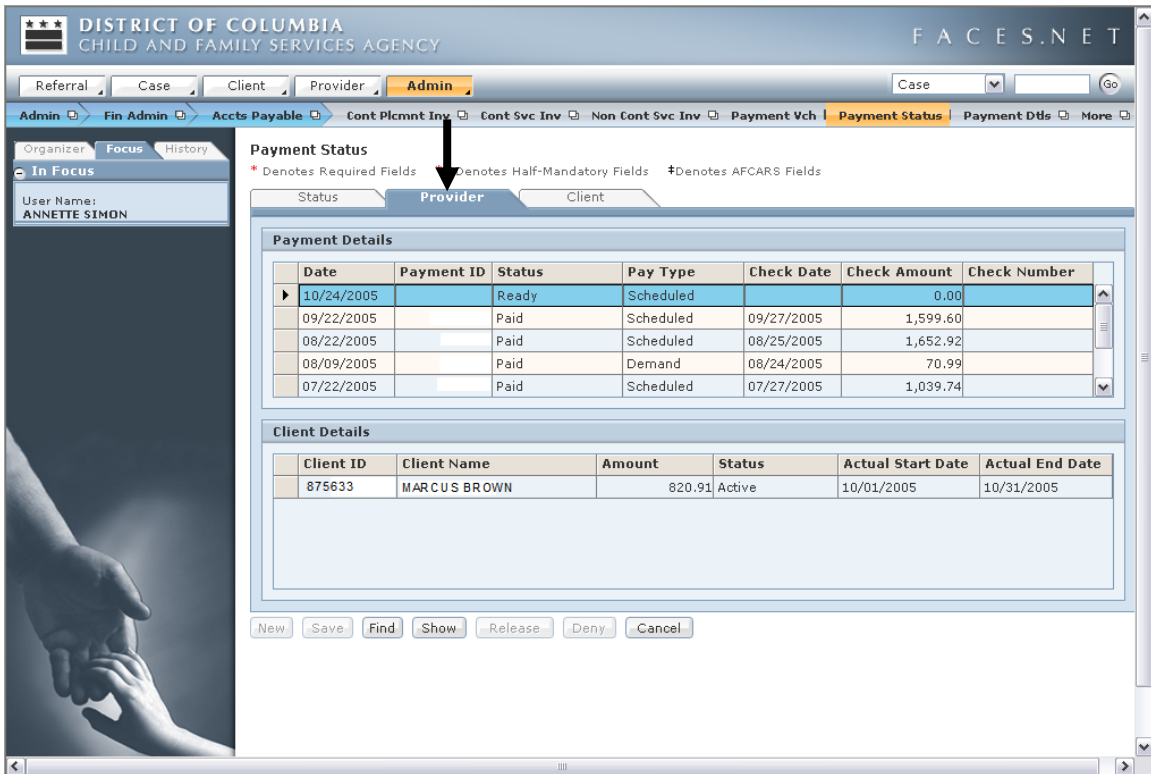 DISTRICT OF COLUMBIA
CHILD AND FAMILY SERVICES AGENCY
FACES.NET
Referral Case Client Provider Admin Case Go
Admin Fin Admin Accts Payable Cont Plcmnt Inv Cont Svc Inv Non Cont Svc Inv Payment Vch Payment Status Payment Dtls More
Organizer Focus History
In Focus
User Name:
ANNETTE SIMON
Payment Status
* Denotes Required Fields * Denotes Half-Mandatory Fields ‡Denotes AFCARS Fields
Status Provider Client
Payment Details
Date Payment ID Status Pay Type Check Date Check Amount Check Number
10/24/2005 Ready Scheduled 0.00
09/22/2005 Paid Scheduled 09/27/2005 1,599.60
08/22/2005 Paid Scheduled 08/25/2005 1,652.92
08/09/2005 Paid Demand 08/24/2005 70.99
07/22/2005 Paid Scheduled 07/27/2005 1,039.74
Client Details
Client ID Client Name Amount Status Actual Start Date Actual End Date
875633 MARCUS BROWN 820.91 Active 10/01/2005 10/31/2005
New Save Find Show Release Deny Cancel